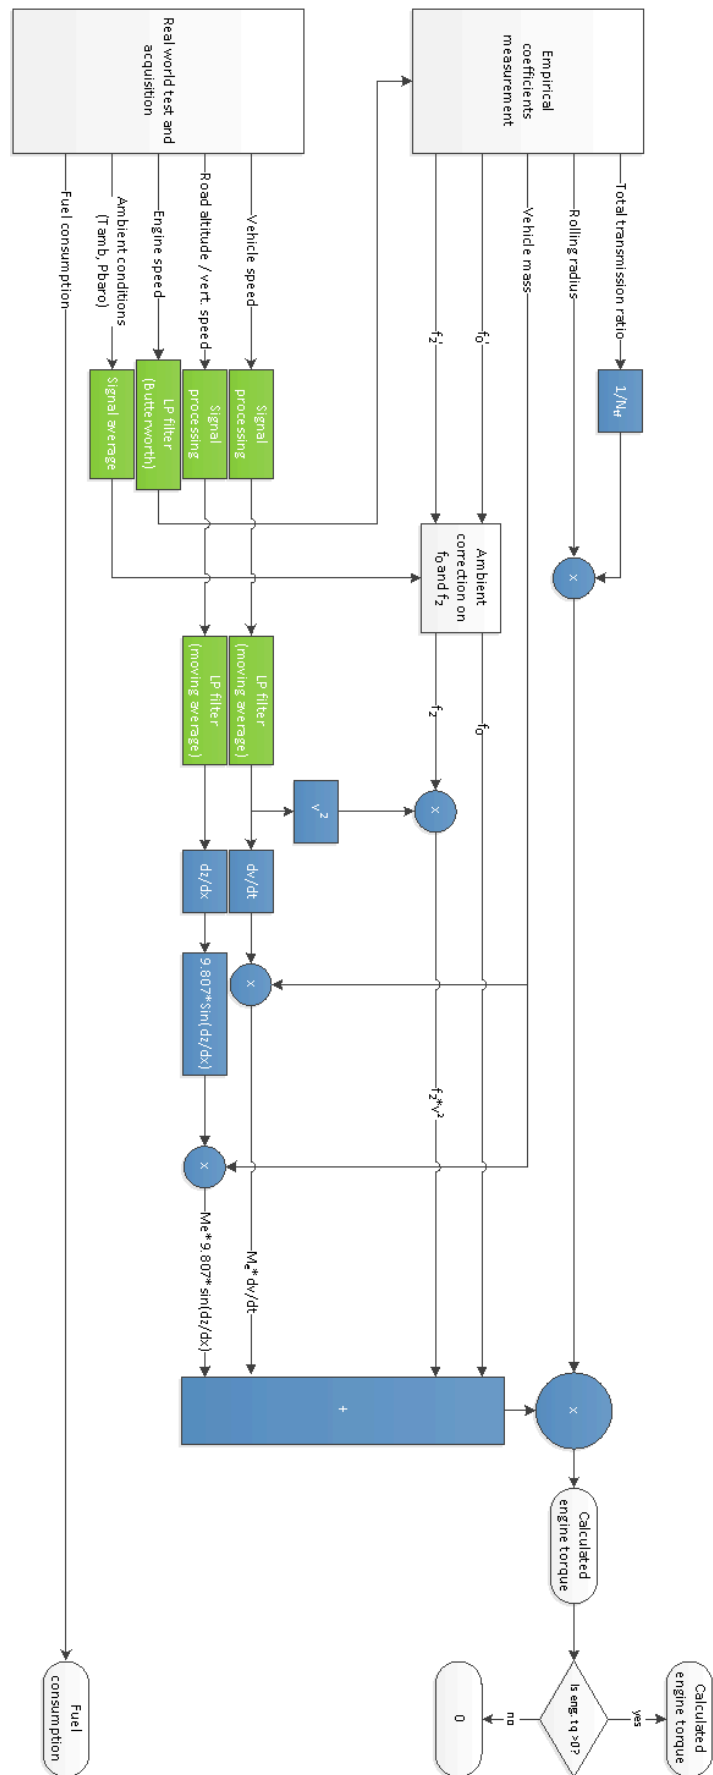 Empirical
coefficients
measurement
Total transmission ratio
1/Ntf
Rolling radius
x
Vehicle mass
f0'
f2'
Ambient
correction on
f0 and f2
f0
f2
x
f2*v²
Real world test and
acquisition
Vehicle speed
Signal
processing
LP filter
(moving average)
v²
dv/dt
x
Me*dv/dt
Road altitude / vert. speed
Signal
processing
LP filter
(moving average)
dz/dx
9.807*Sin(dz/dx)
x
Me*9.807*sin(dz/dx)
Engine speed
LP filter
(Butterworth)
Ambient conditions
(Tamb, Pbaro)
Signal average
Fuel consumption
+
x
Calculated
engine torque
Is eng. tq >0?
yes
Calculated
engine torque
no
0
Fuel
consumption